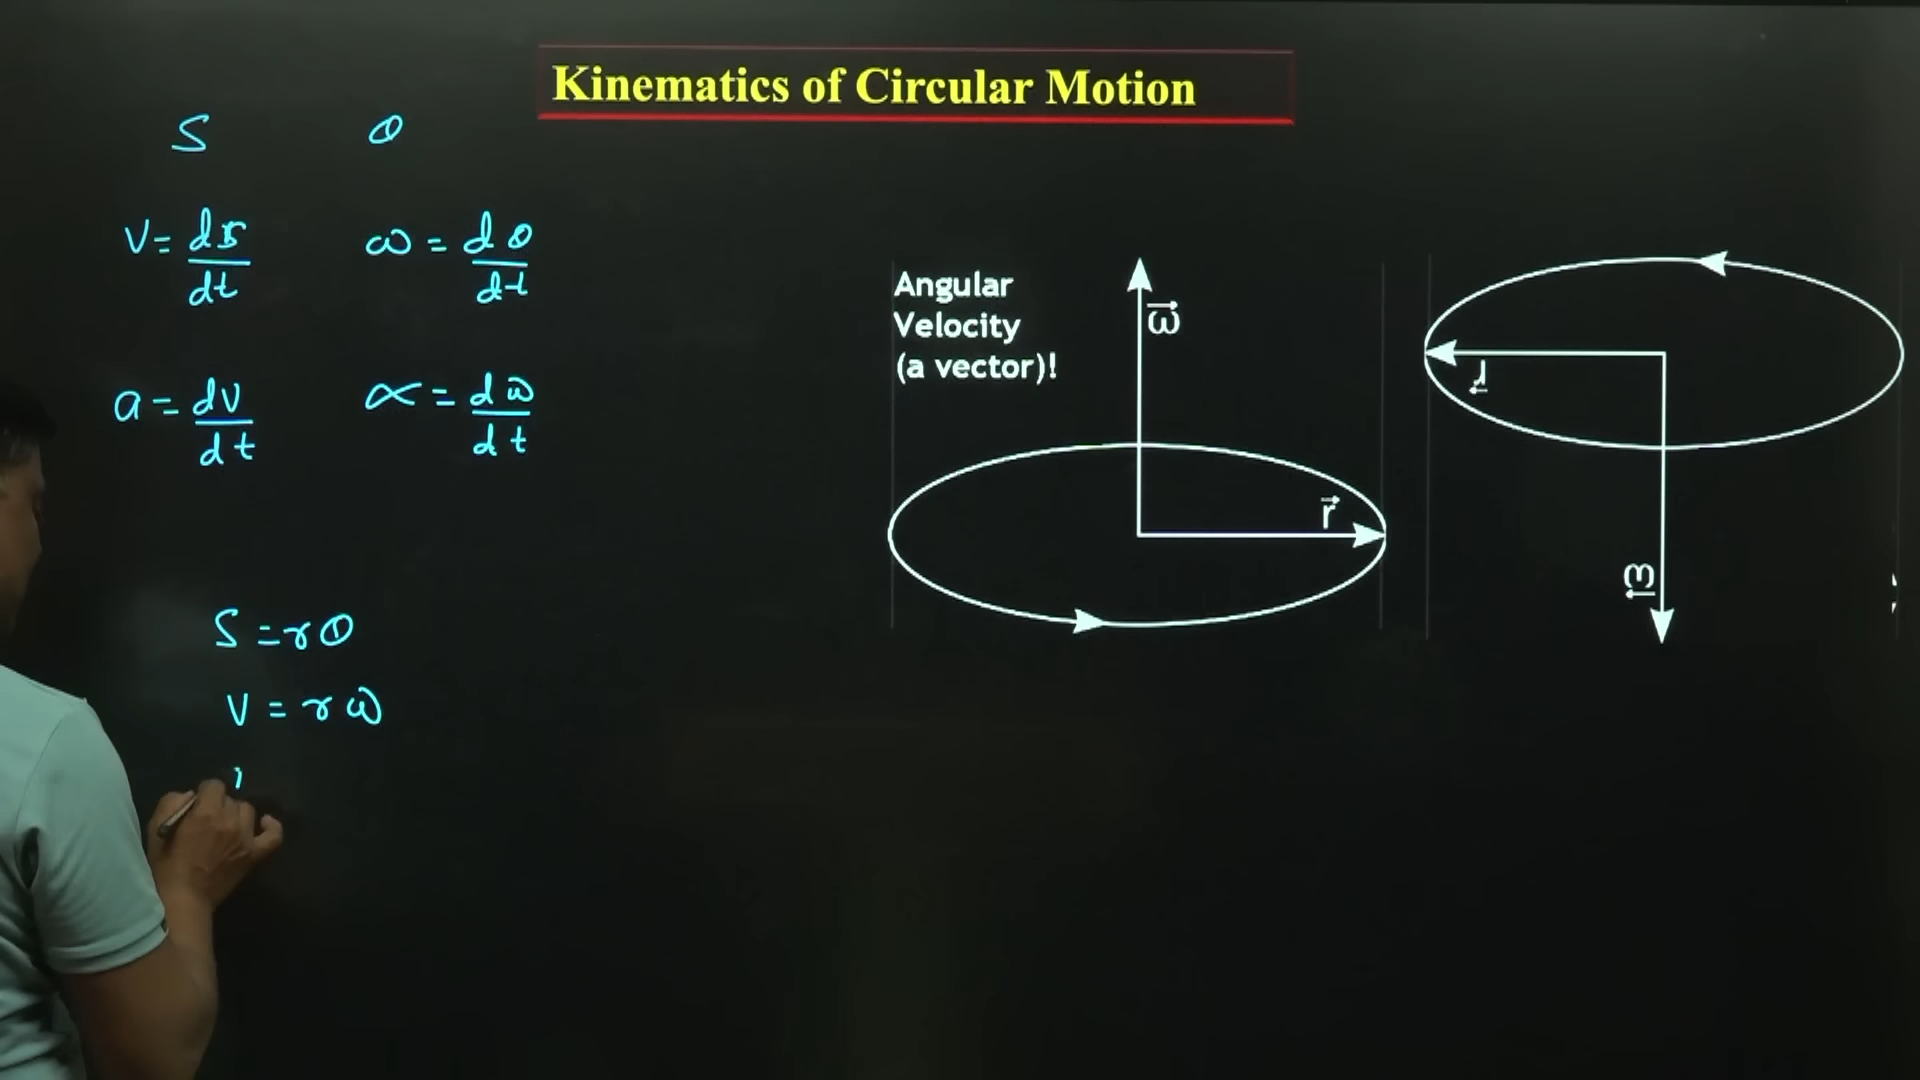 Kinematics of Circular Motion
S θ
V = ds/dt ω = dθ/dt
a = dv/dt α = dω/dt
S = rθ
V = rω
Angular
Velocity
(a vector)!
ω⃗
r⃗
r⃗
ω⃗